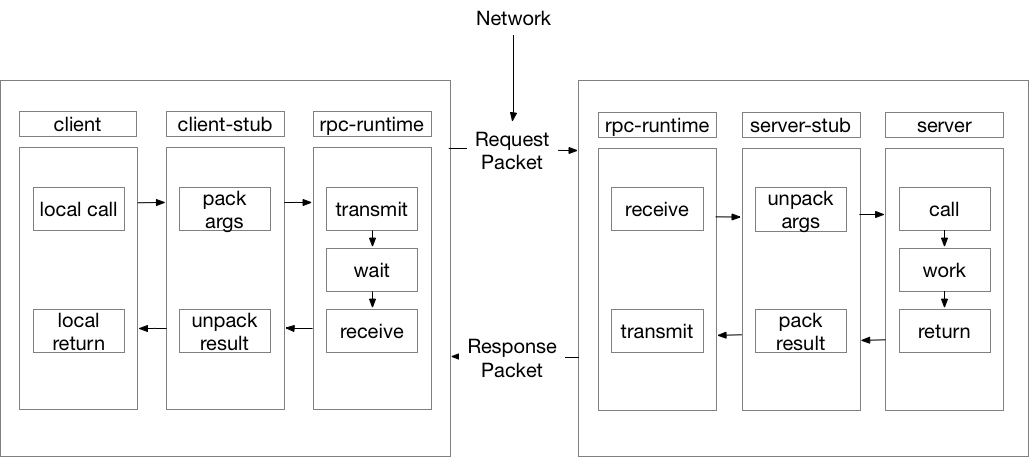 Network
client
client-stub
rpc-runtime
Request
Packet
rpc-runtime
server-stub
server
local call
pack
args
transmit
wait
receive
local
return
unpack
result
receive
unpack
args
call
work
return
transmit
pack
result
Response
Packet